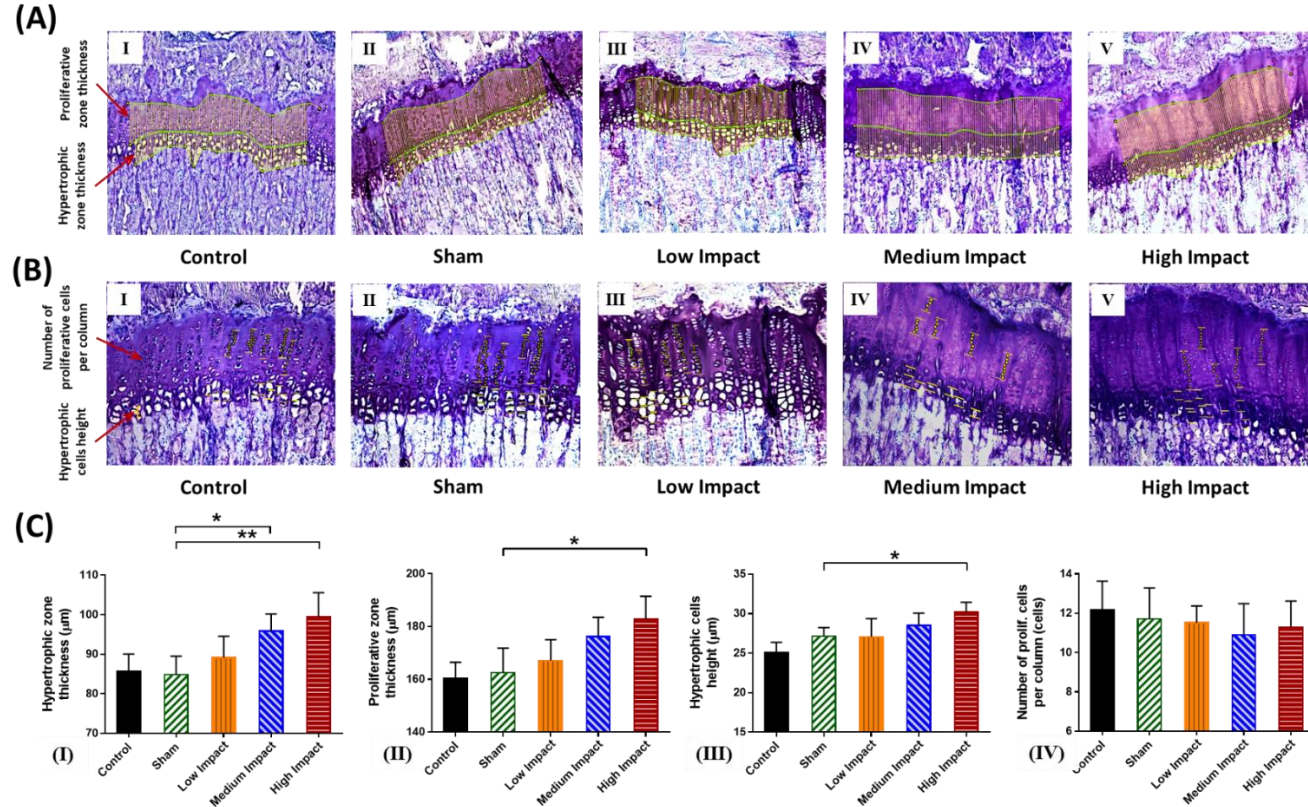 (A)
Proliferative
zone thickness
Hypertrophic
zone thickness
I
II
III
IV
V
Control
Sham
Low Impact
Medium Impact
High Impact
(B)
Number of
proliferative cells
per column
Hypertrophic
cells height
I
II
III
IV
V
Control
Sham
Low Impact
Medium Impact
High Impact
(C)
*
**
Hypertrophic zone
thickness (µm)
110
100
90
80
70
Control
Sham
Low Impact
Medium Impact
High Impact
(I)
*
Proliferative zone
thickness (µm)
200
180
160
140
Control
Sham
Low Impact
Medium Impact
High Impact
(II)
*
Hypertrophic cells
height (µm)
35
30
25
20
15
Control
Sham
Low Impact
Medium Impact
High Impact
(III)
Number of prolif. cells
per column (cells)
14
12
10
8
6
Control
Sham
Low Impact
Medium Impact
High Impact
(IV)